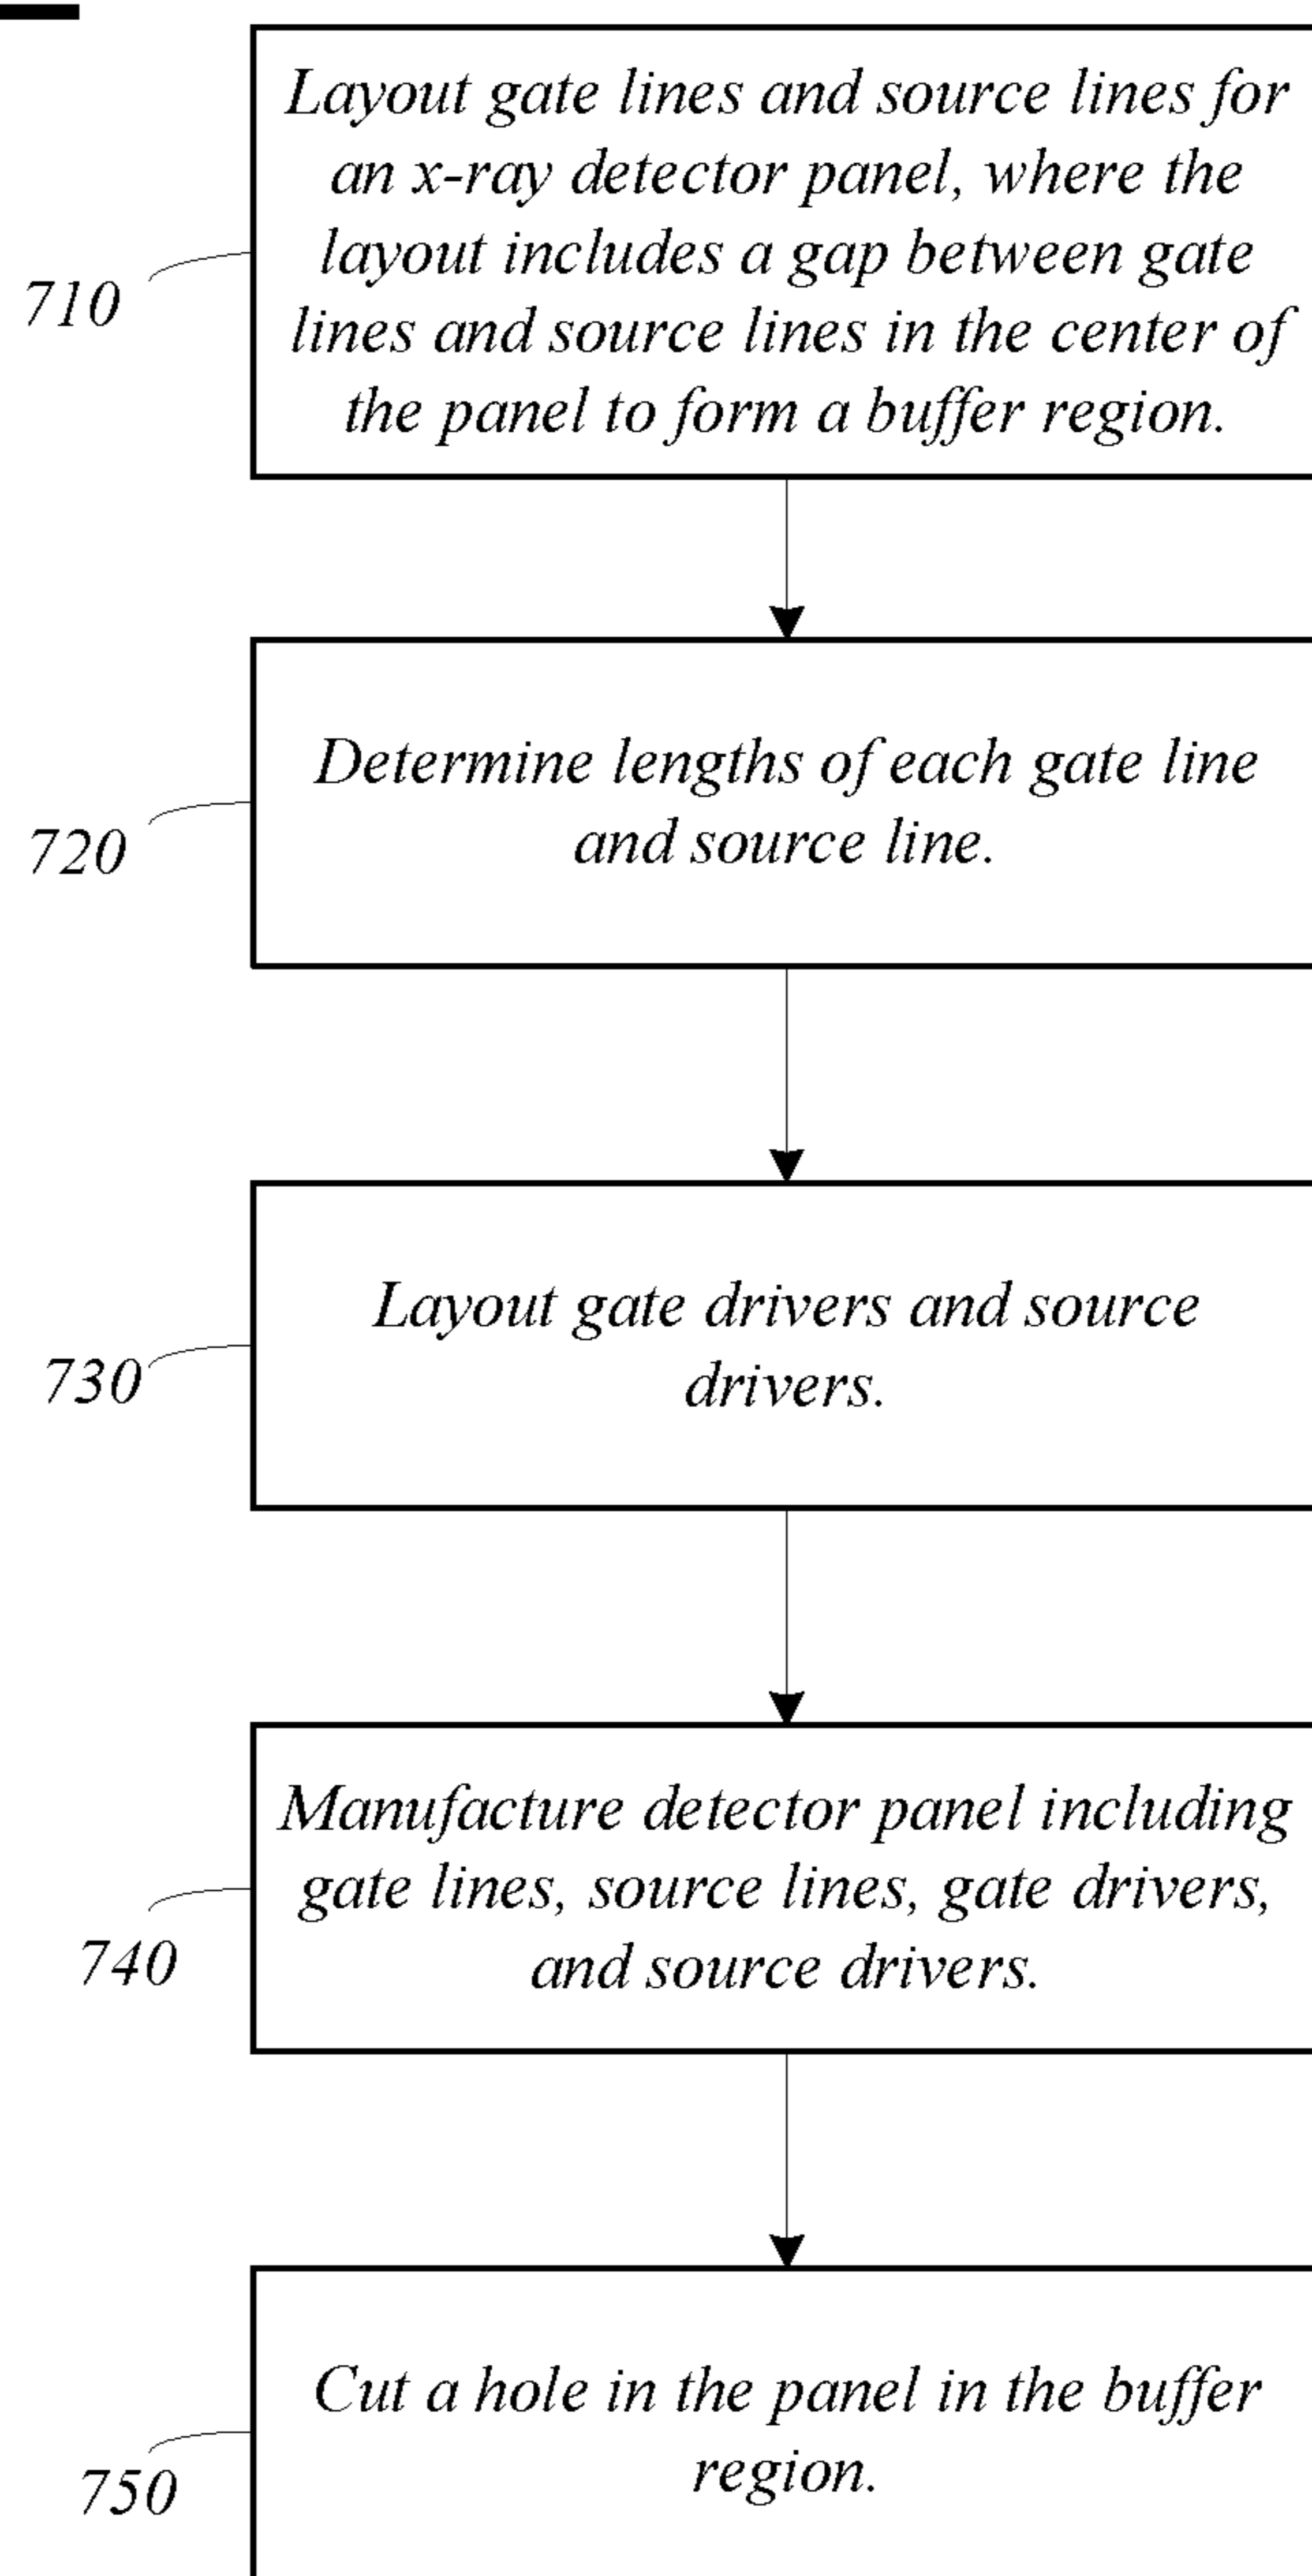 Layout gate lines and source lines for
an x-ray detector panel, where the
layout includes a gap between gate
lines and source lines in the center of
the panel to form a buffer region.
710
Determine lengths of each gate line
and source line.
720
Layout gate drivers and source
drivers.
730
Manufacture detector panel including
gate lines, source lines, gate drivers,
and source drivers.
740
Cut a hole in the panel in the buffer
region.
750